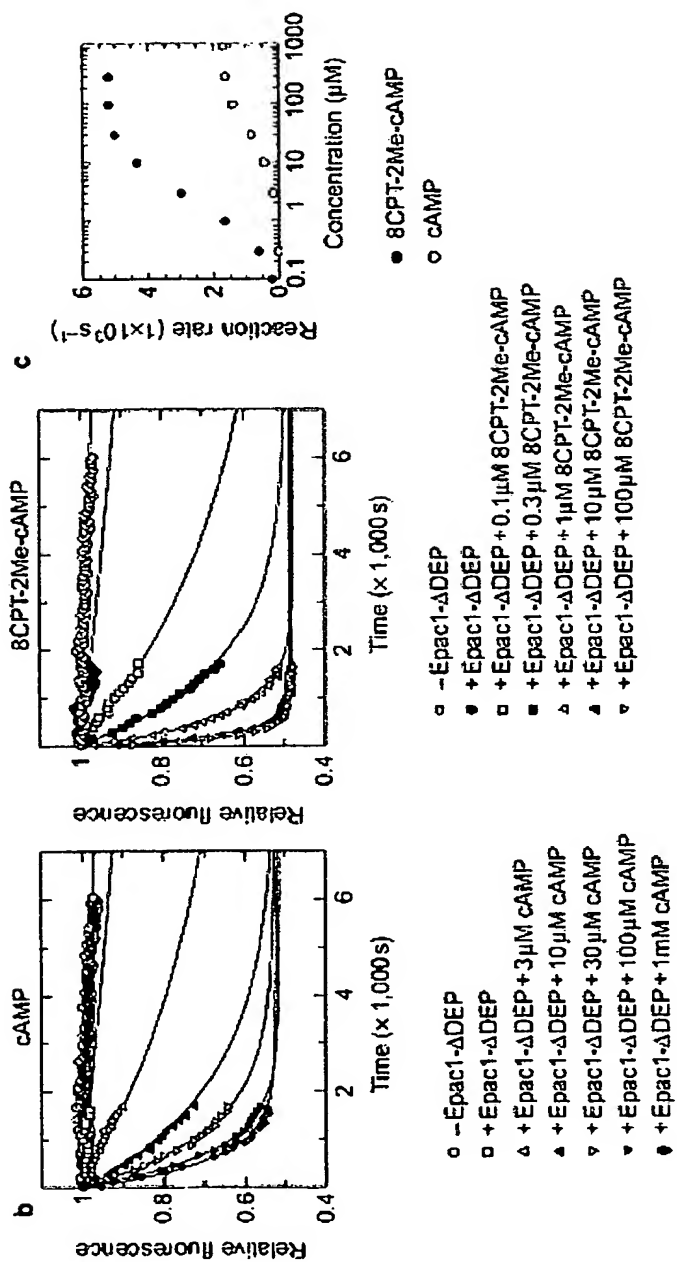 b
cAMP
Relative fluorescence
1
0.8
0.6
0.4
2
4
6
Time (× 1,000 s)
○ –Epac1-ΔDEP
□ +Epac1-ΔDEP
△ +Epac1-ΔDEP+3μM cAMP
▲ +Epac1-ΔDEP+10μM cAMP
▽ +Epac1-ΔDEP+30μM cAMP
▼ +Epac1-ΔDEP+100μM cAMP
♦ +Epac1-ΔDEP+1mM cAMP
8CPT-2Me-cAMP
Relative fluorescence
1
0.8
0.6
0.4
2
4
6
Time (× 1,000 s)
○ –Epac1-ΔDEP
● +Epac1-ΔDEP
□ +Epac1-ΔDEP+0.1μM 8CPT-2Me-cAMP
■ +Epac1-ΔDEP+0.3μM 8CPT-2Me-cAMP
△ +Epac1-ΔDEP+1μM 8CPT-2Me-cAMP
▲ +Epac1-ΔDEP+10μM 8CPT-2Me-cAMP
▽ +Epac1-ΔDEP+100μM 8CPT-2Me-cAMP
c
Reaction rate (1×10³s⁻¹)
6
4
2
0
0.1
1
10
100
1000
Concentration (μM)
● 8CPT-2Me-cAMP
○ cAMP